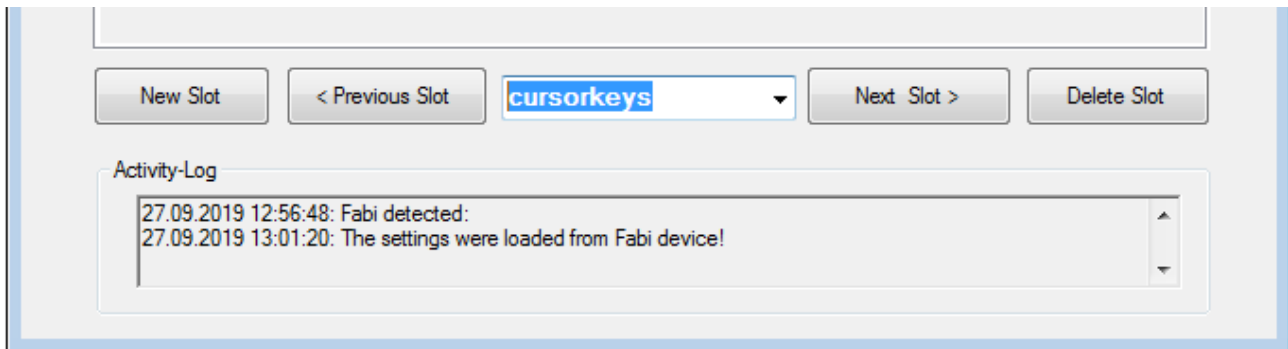 New Slot < Previous Slot cursorkeys Next Slot > Delete Slot
Activity-Log
27.09.2019 12:56:48: Fabi detected:
27.09.2019 13:01:20: The settings were loaded from Fabi device!